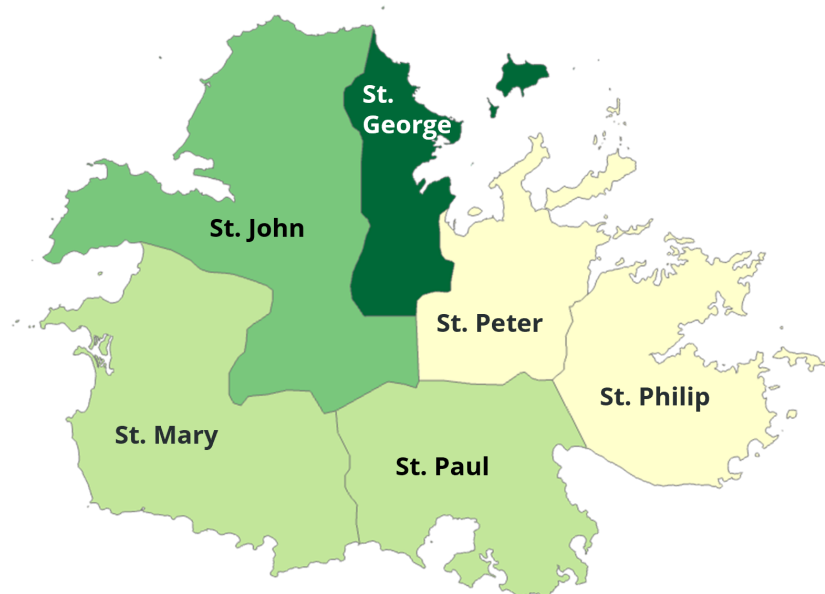 St.
George
St. John
St. Peter
St. Philip
St. Mary
St. Paul